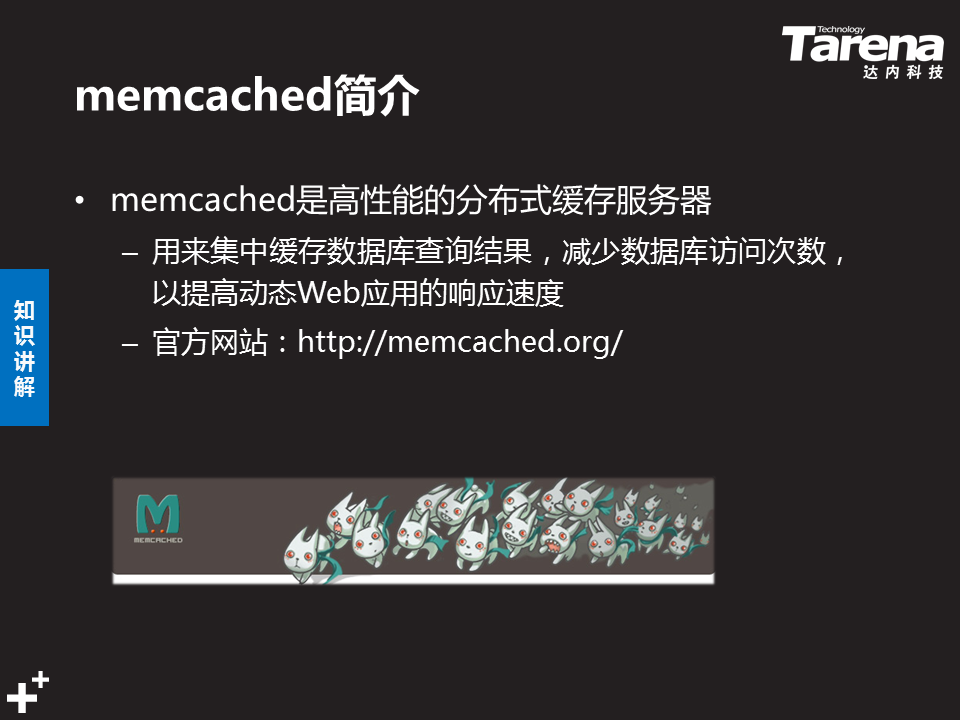 Technology
Tarena
达内科技
memcached简介
• memcached是高性能的分布式缓存服务器
– 用来集中缓存数据库查询结果，减少数据库访问次数，
以提高动态Web应用的响应速度
– 官方网站：http://memcached.org/
知识讲解
M
MEMCACHED